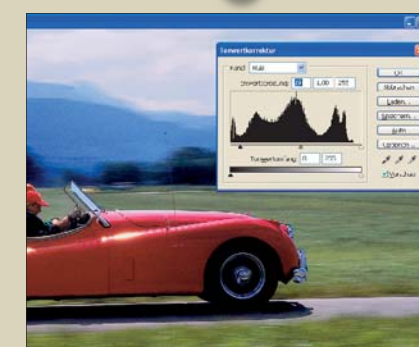 Tonwertkorrektur
Kanal: RGB
Tonwertspreizung: 1,00 255
OK
Abbrechen
Laden...
Speichern...
Auto
Optionen...
Tonwertumfang: 0 255
Vorschau